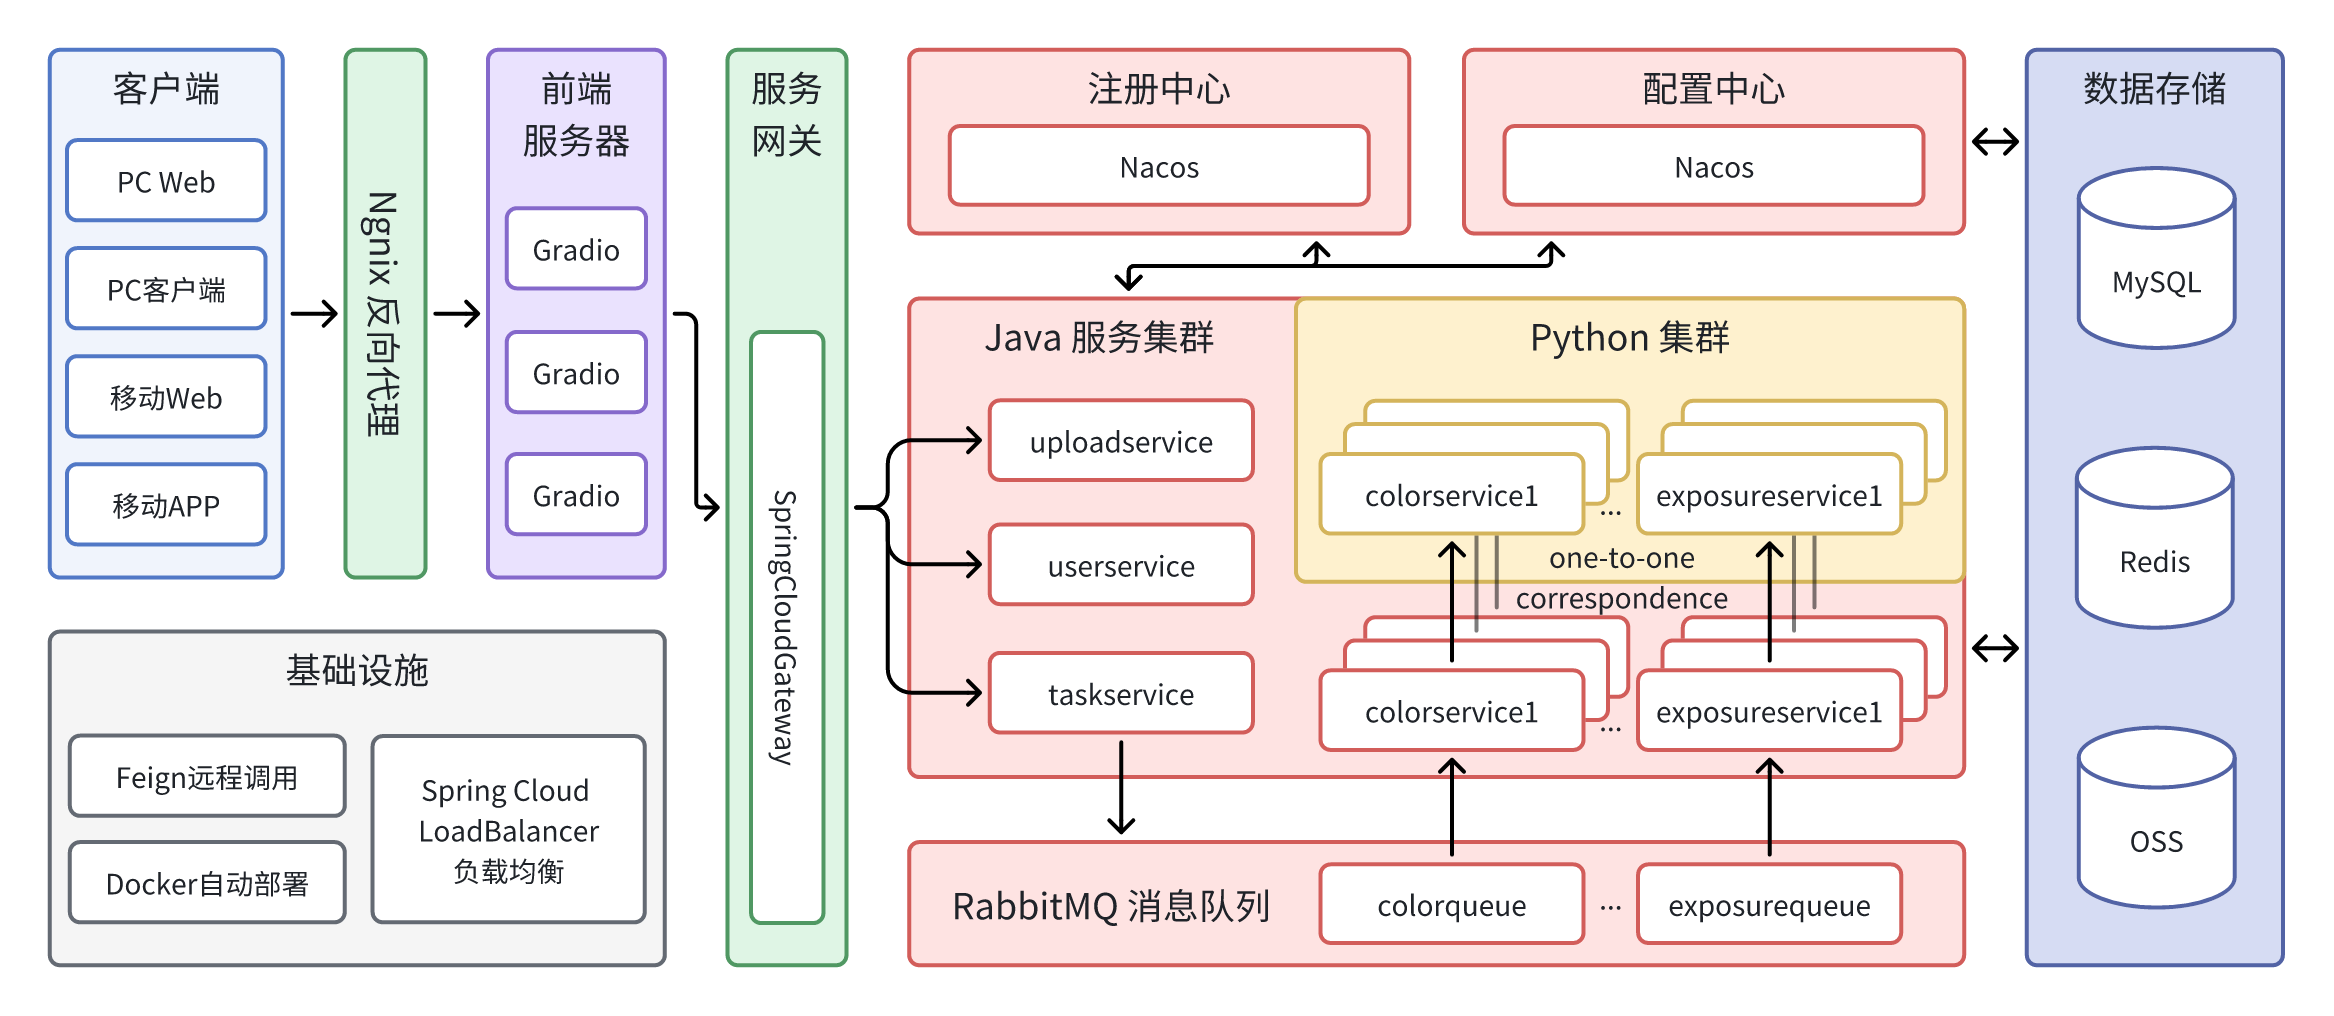 客户端
PC Web
PC客户端
移动Web
移动APP
Ngnix 反向代理
前端
服务器
Gradio
Gradio
Gradio
基础设施
Feign远程调用
Docker自动部署
Spring Cloud
LoadBalancer
负载均衡
服务
网关
SpringCloudGateway
注册中心
Nacos
配置中心
Nacos
Java 服务集群
uploadservice
userservice
taskservice
Python 集群
colorservice1
...
exposureservice1
one-to-one
correspondence
colorservice1
...
exposureservice1
RabbitMQ 消息队列
colorqueue
...
exposurequeue
数据存储
MySQL
Redis
OSS